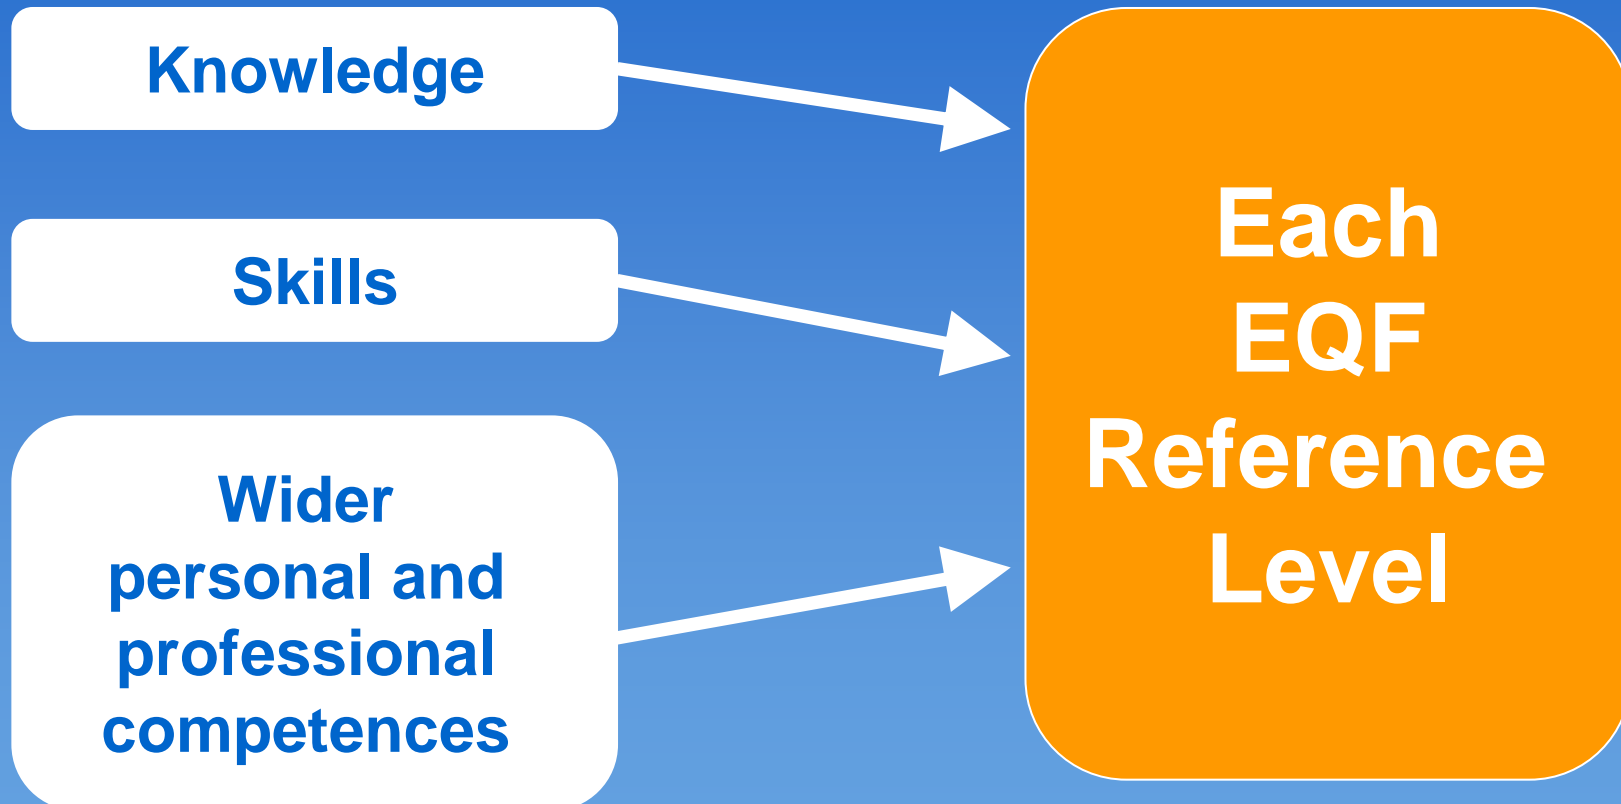 Knowledge
Skills
Wider
personal and
professional
competences
Each
EQF
Reference
Level